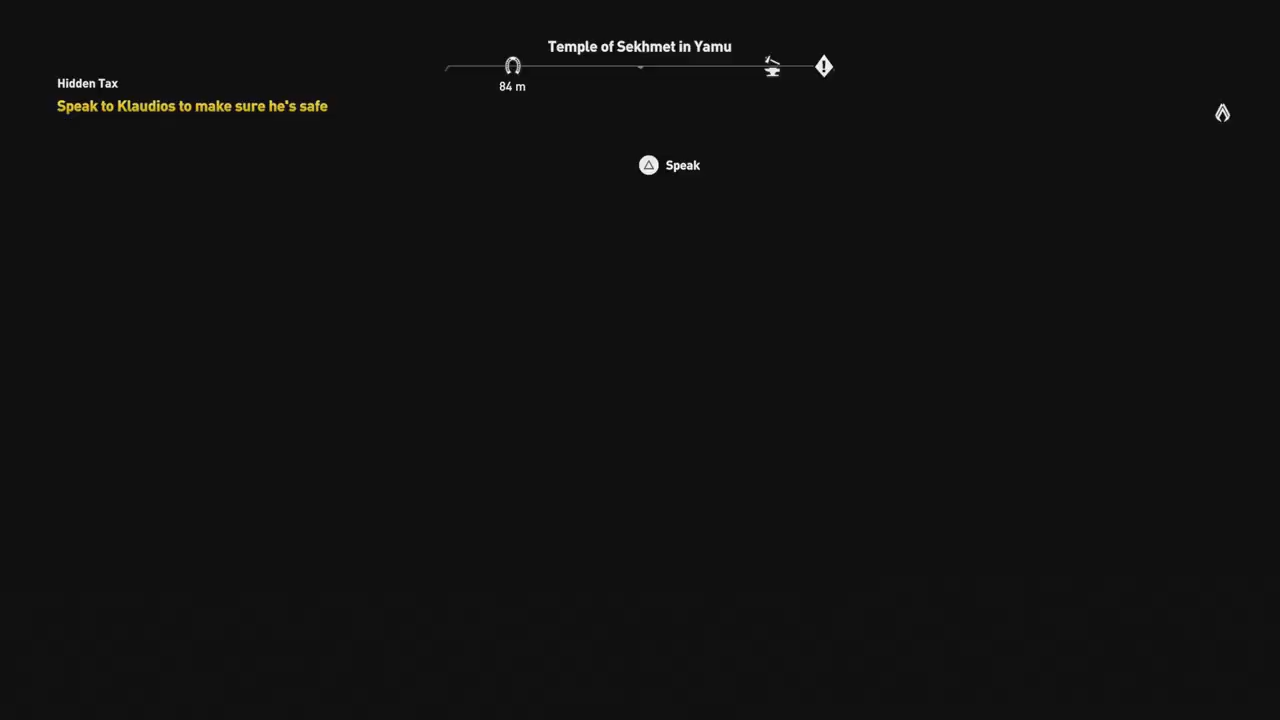 Temple of Sekhmet in Yamu
84 m
Hidden Tax
Speak to Klaudios to make sure he's safe
Speak